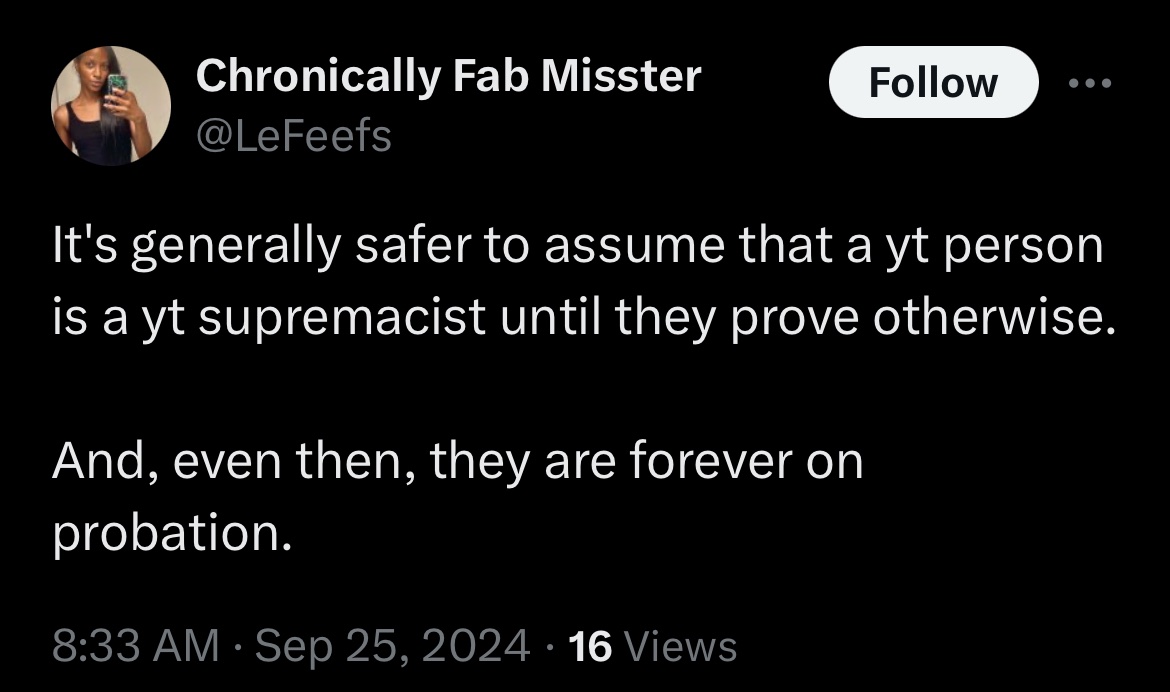 Chronically Fab Misster
Follow
@LeFeefs
It's generally safer to assume that a yt person
is a yt supremacist until they prove otherwise.
And, even then, they are forever on
probation.
8:33 AM · Sep 25, 2024 · 16 Views